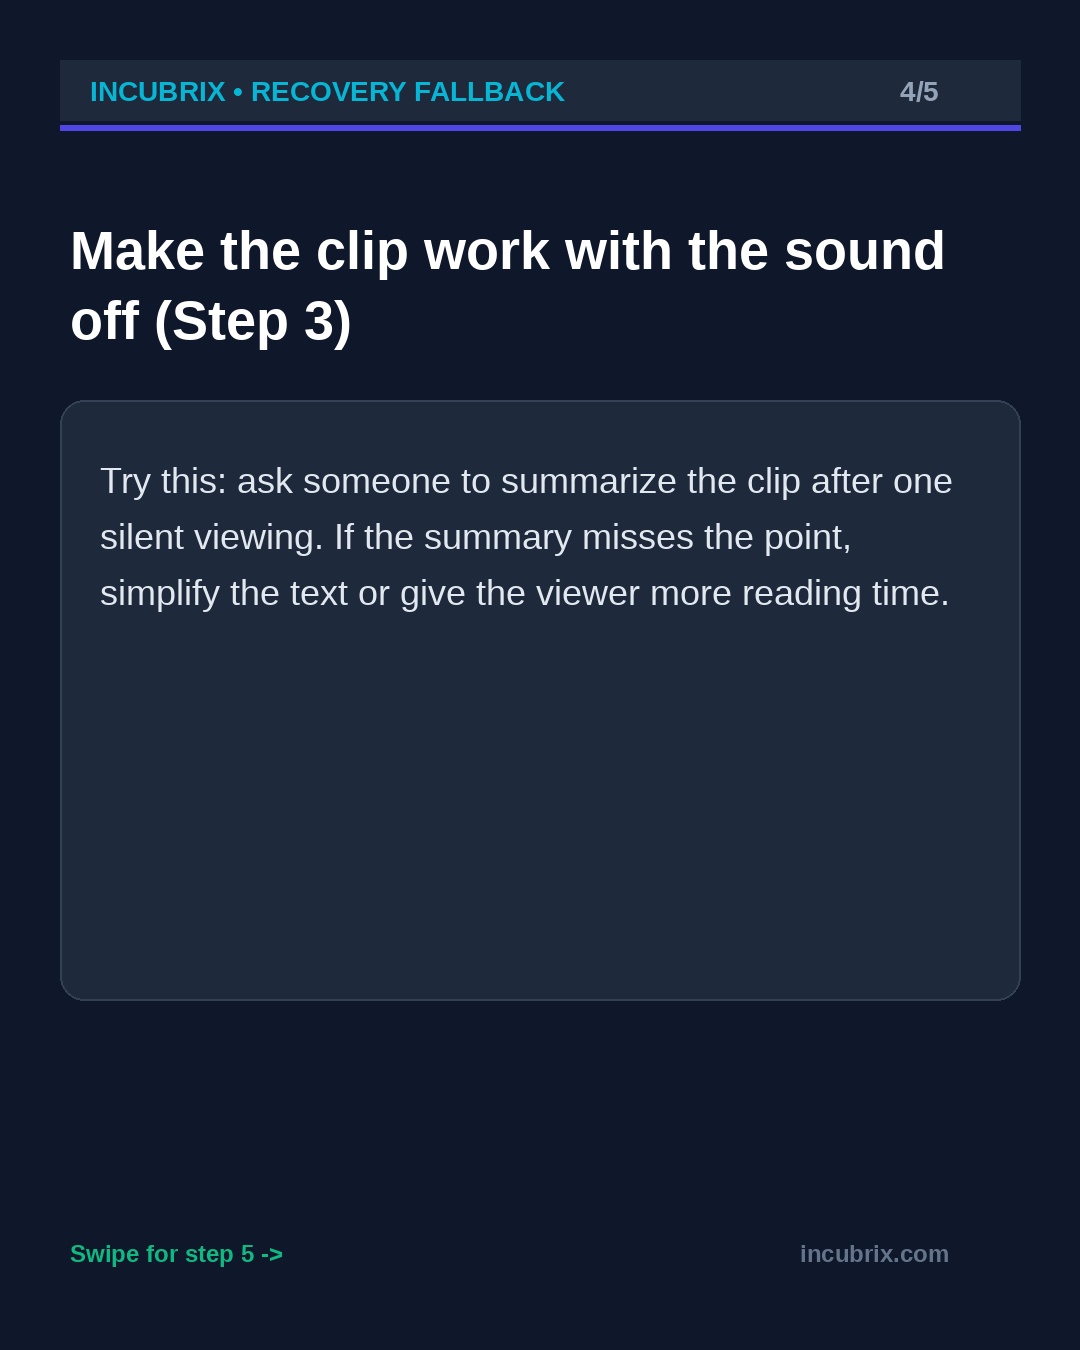 INCUBRIX • RECOVERY FALLBACK 4/5
Make the clip work with the sound
off (Step 3)
Try this: ask someone to summarize the clip after one
silent viewing. If the summary misses the point,
simplify the text or give the viewer more reading time.
Swipe for step 5 -> incubrix.com